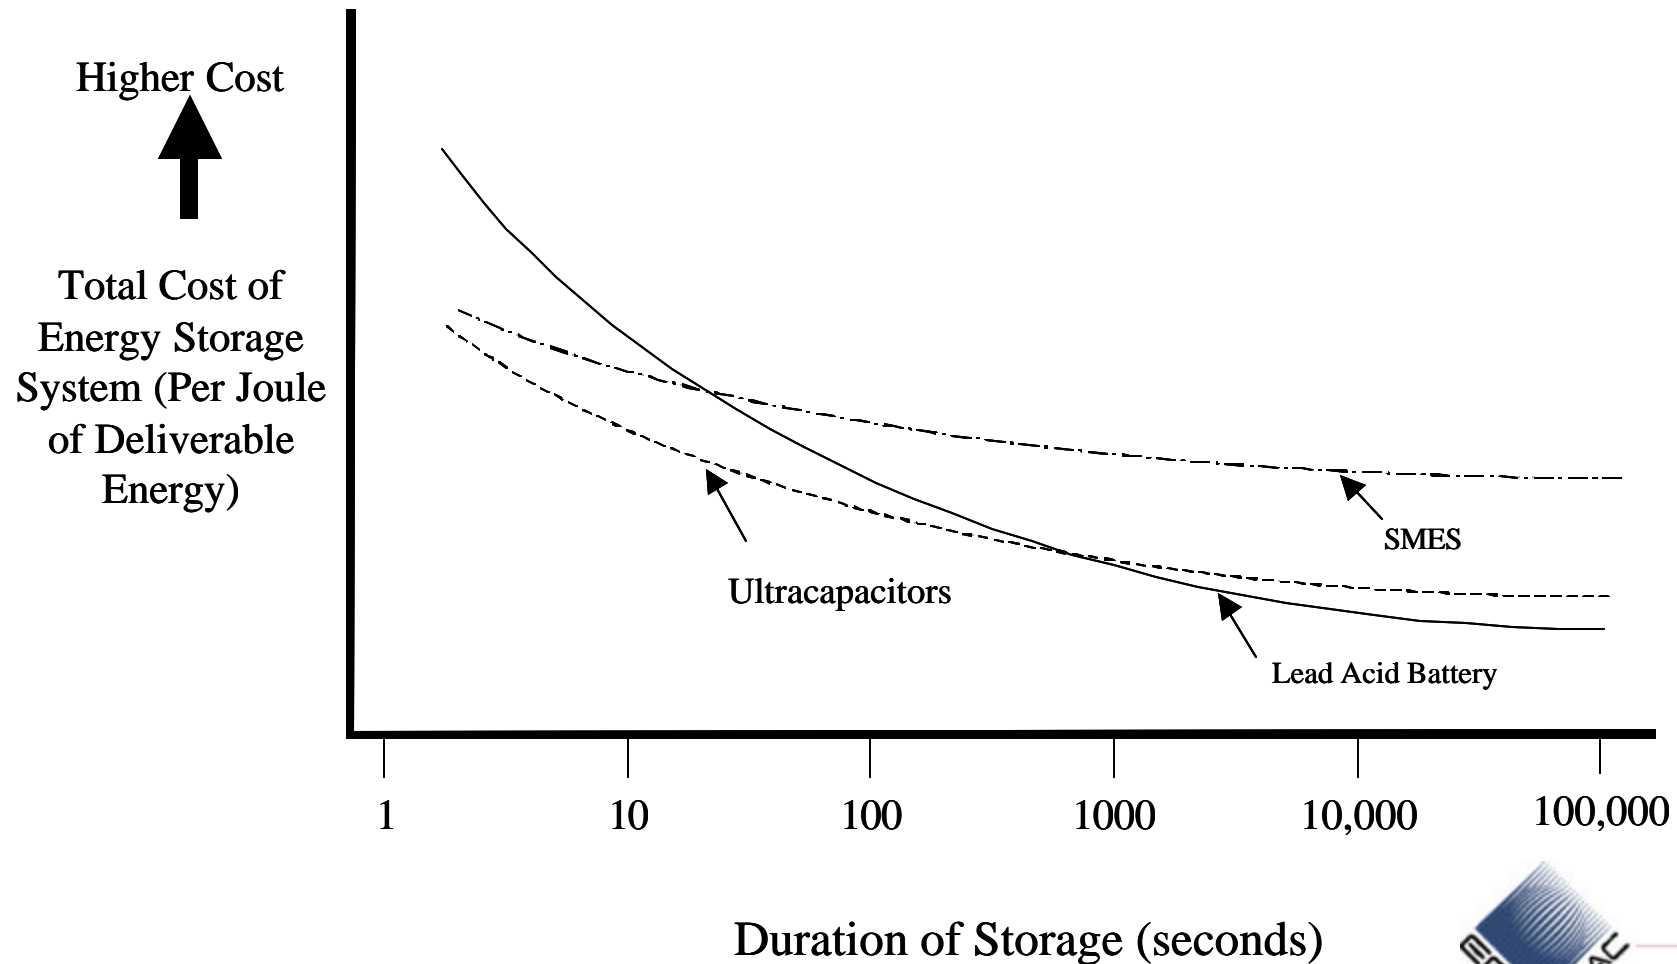 Higher Cost
Total Cost of
Energy Storage
System (Per Joule
of Deliverable
Energy)
SMES
Ultracapacitors
Lead Acid Battery
1
10
100
1000
10,000
100,000
Duration of Storage (seconds)